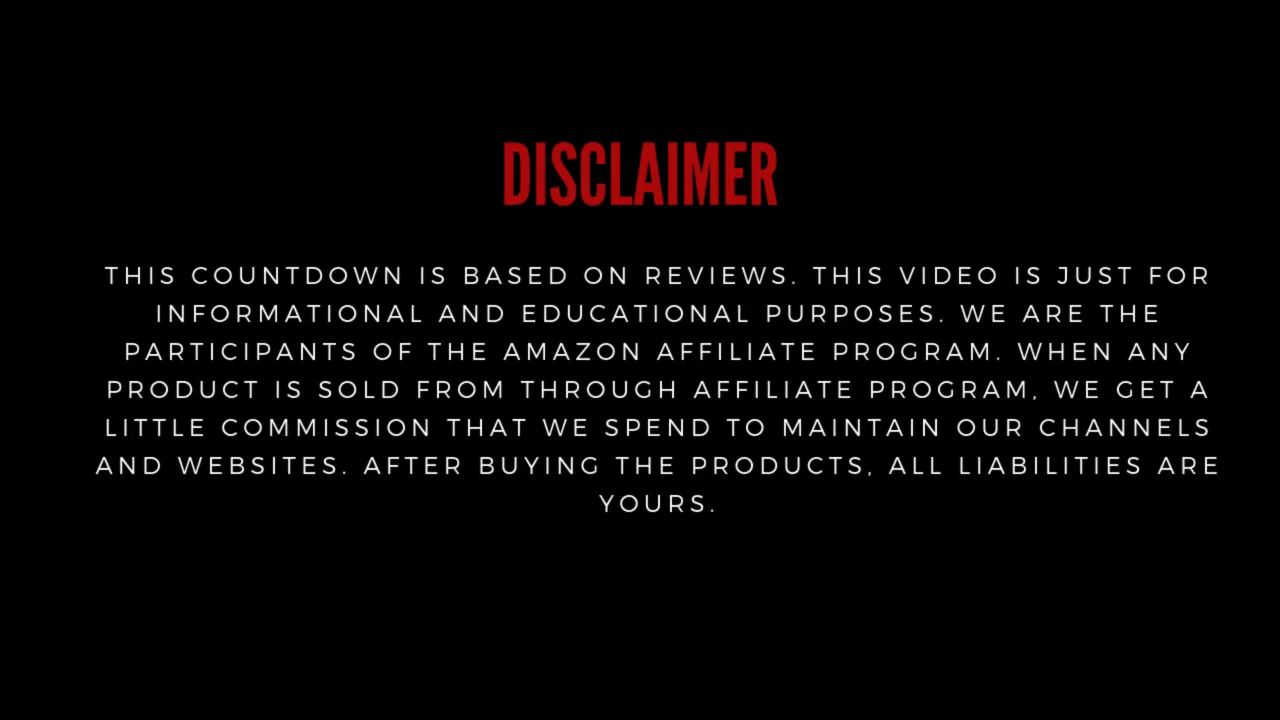 DISCLAIMER
THIS COUNTDOWN IS BASED ON REVIEWS. THIS VIDEO IS JUST FOR
INFORMATIONAL AND EDUCATIONAL PURPOSES. WE ARE THE
PARTICIPANTS OF THE AMAZON AFFILIATE PROGRAM. WHEN ANY
PRODUCT IS SOLD FROM THROUGH AFFILIATE PROGRAM, WE GET A
LITTLE COMMISSION THAT WE SPEND TO MAINTAIN OUR CHANNELS
AND WEBSITES. AFTER BUYING THE PRODUCTS, ALL LIABILITIES ARE
YOURS.